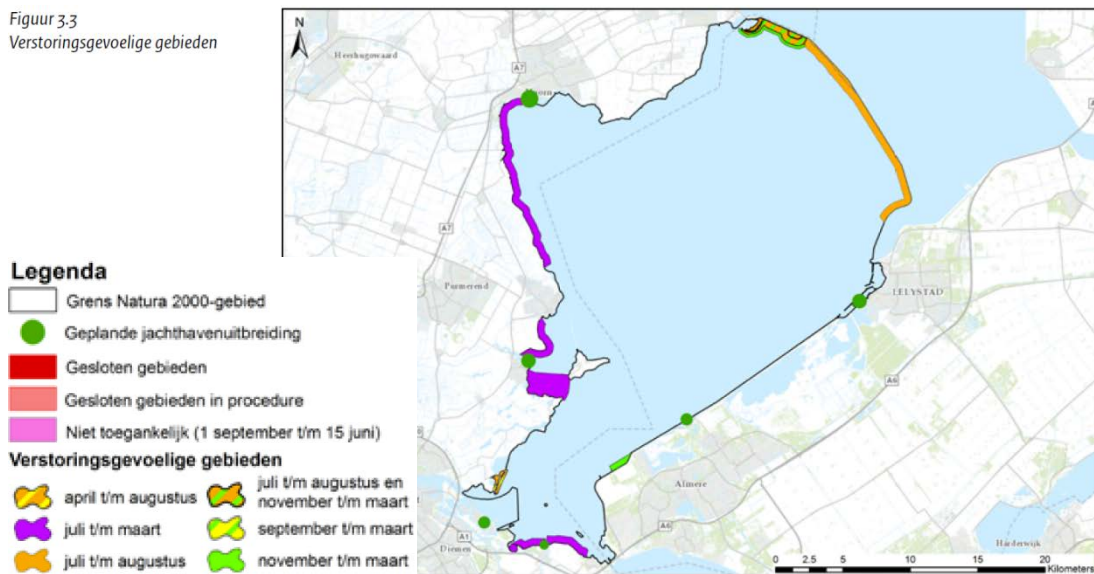 Figuur 3.3
Verstoringsgevoelige gebieden
N
Heerhugowaard
A7
Hoorn
A7
Purmerend
LELYSTAD
A6
Almere
A6
A1
Diemen
Harderwijk
0 2.5 5 10 15 20
Kilometers
Legenda
Grens Natura 2000-gebied
Geplande jachthavenuitbreiding
Gesloten gebieden
Gesloten gebieden in procedure
Niet toegankelijk (1 september t/m 15 juni)
Verstoringsgevoelige gebieden
april t/m augustus
juli t/m maart
juli t/m augustus
juli t/m augustus en
november t/m maart
september t/m maart
november t/m maart